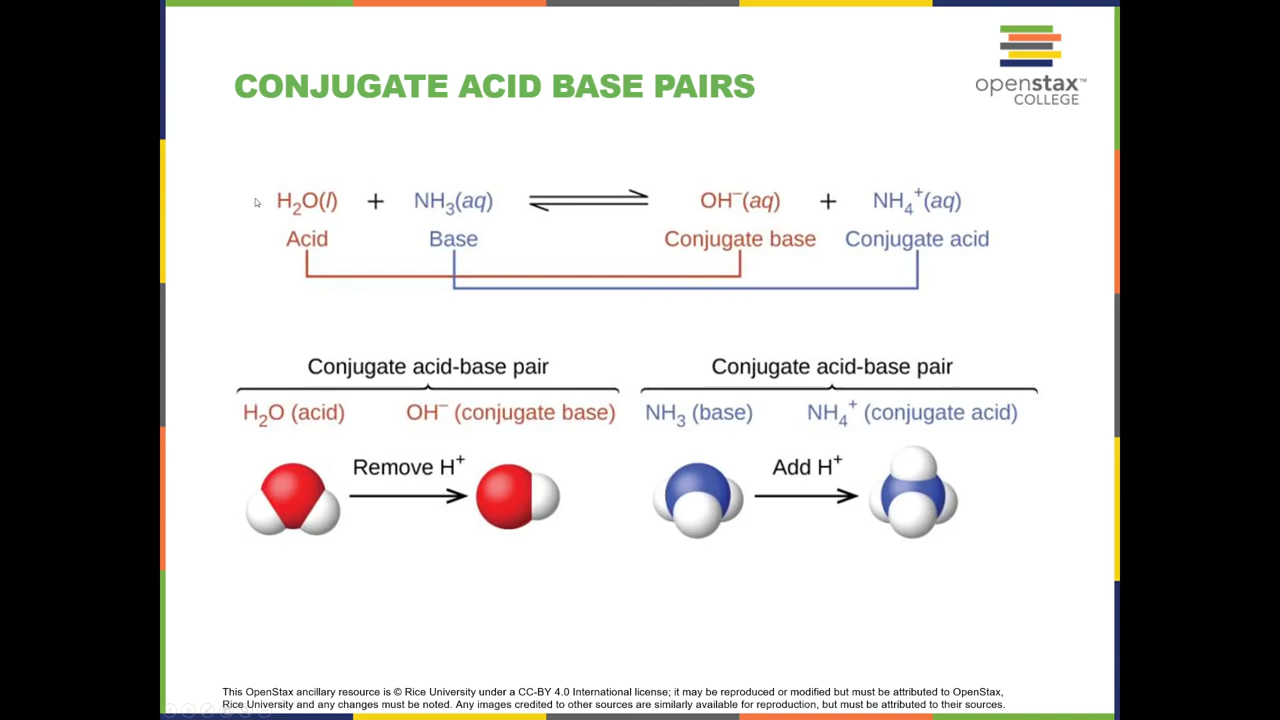 openstax™
COLLEGE
CONJUGATE ACID BASE PAIRS
H₂O(l) + NH₃(aq) ⇌ OH⁻(aq) + NH₄⁺(aq)
Acid Base Conjugate base Conjugate acid
Conjugate acid-base pair Conjugate acid-base pair
H₂O (acid) OH⁻ (conjugate base) NH₃ (base) NH₄⁺ (conjugate acid)
Remove H⁺ Add H⁺
This OpenStax ancillary resource is © Rice University under a CC-BY 4.0 International license; it may be reproduced or modified but must be attributed to OpenStax,
Rice University and any changes must be noted. Any images credited to other sources are similarly available for reproduction, but must be attributed to their sources.